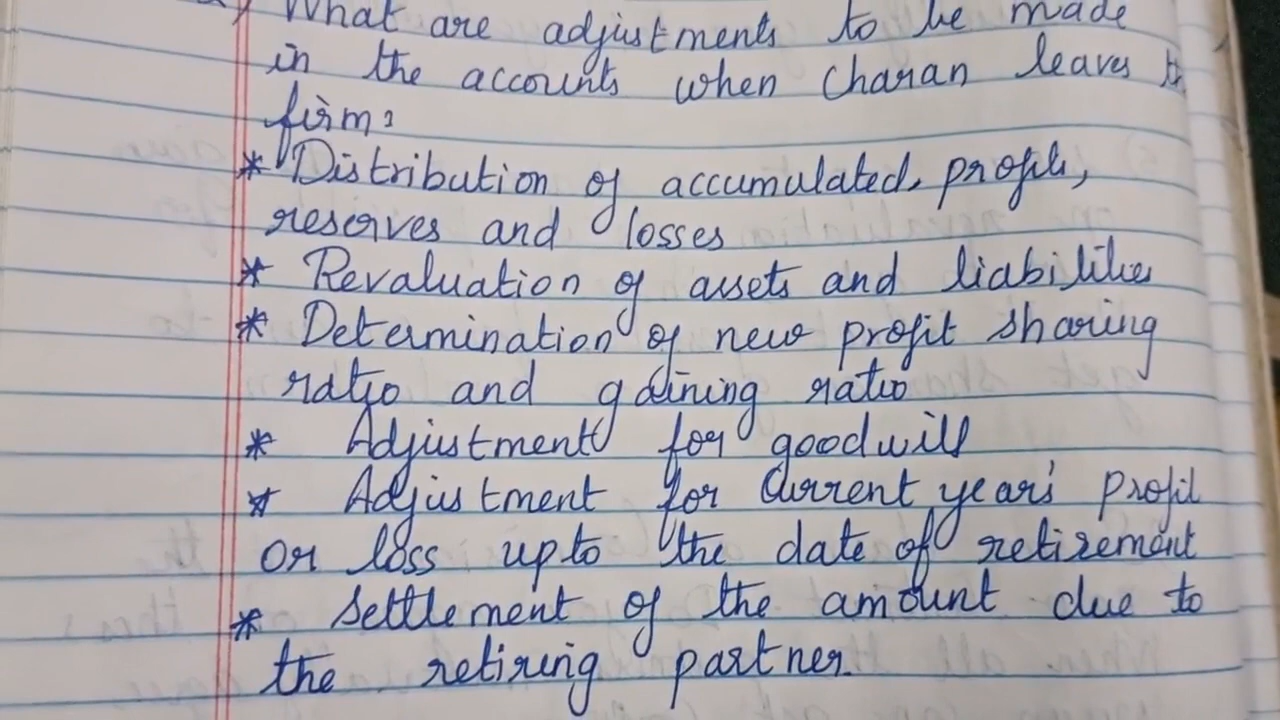 What are adjustments to be made
in the accounts when Charan leaves
firm?
* Distribution of accumulated, profits,
reserves and losses
* Revaluation of assets and liabilities
* Determination of new profit sharing
ratio and gaining ratio
* Adjustment for goodwill
* Adjustment for current year's profit
or loss upto the date of retirement
* Settlement of the amount due to
the retiring partner.